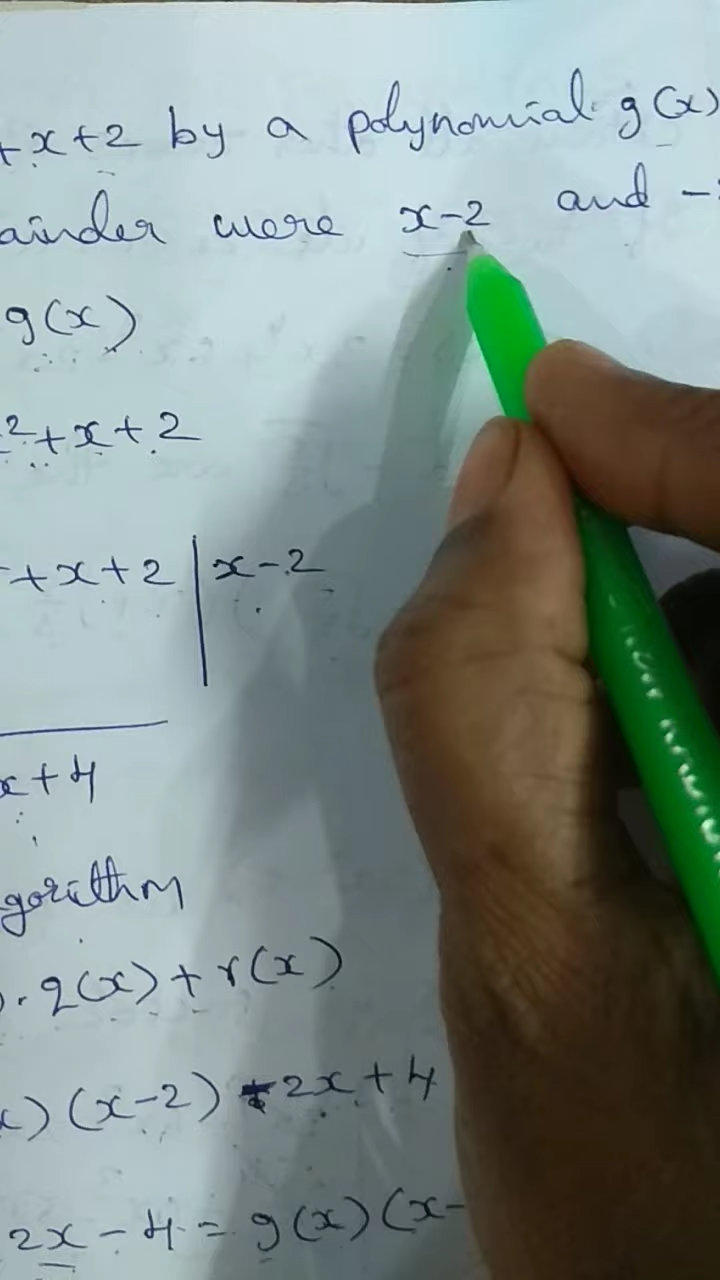 +x+2 by a polynomial g(x)
ainder were x-2 and -
g(x)
²+x+2
+x+2 | x-2
x+4
gorithm
). q(x)+r(x)
x) (x-2) -2x+4
2x-4 = g(x)(x-